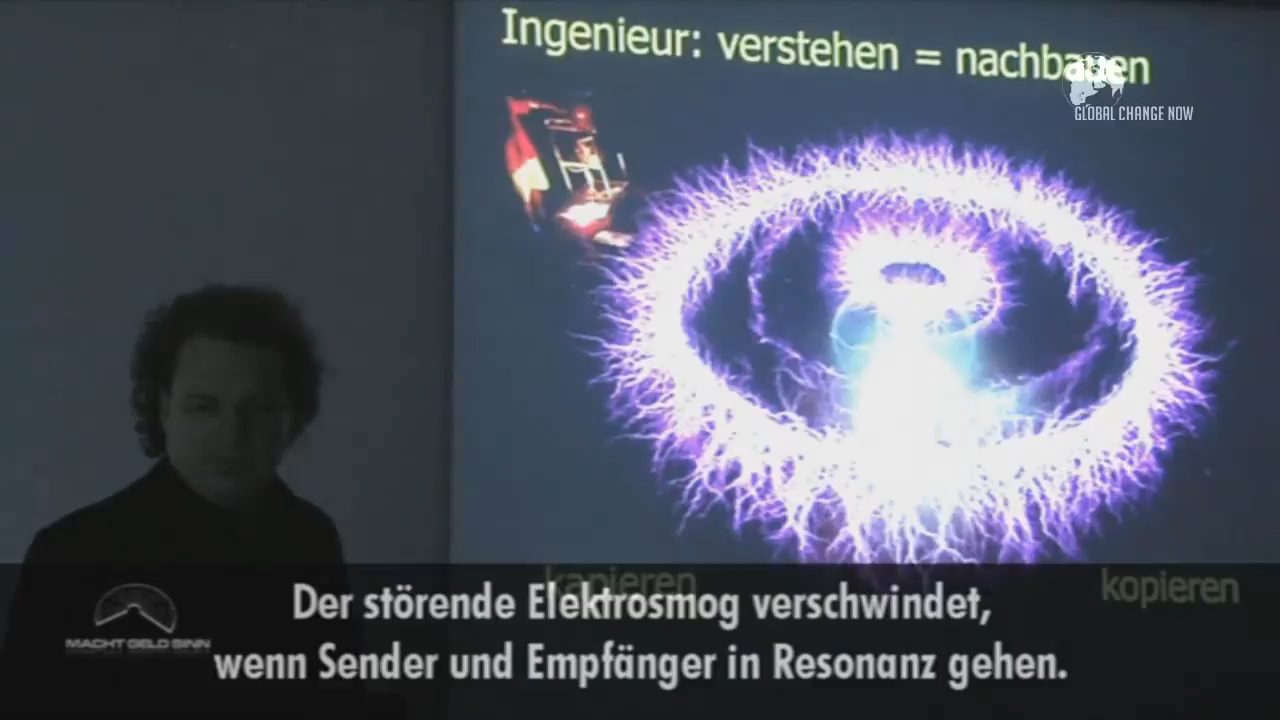 Ingenieur: verstehen = nachbauen
GLOBAL CHANGE NOW
kapieren
kopieren
Der störende Elektrosmog verschwindet,
wenn Sender und Empfänger in Resonanz gehen.
MACHT GELD SINN